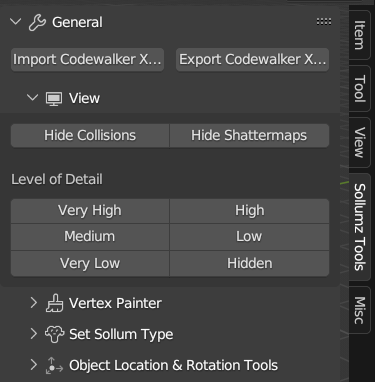 General
Import Codewalker X... Export Codewalker X...
View
Hide Collisions Hide Shattermaps
Level of Detail
Very High High
Medium Low
Very Low Hidden
Vertex Painter
Set Sollum Type
Object Location & Rotation Tools
Item
Tool
View
Sollumz Tools
Misc